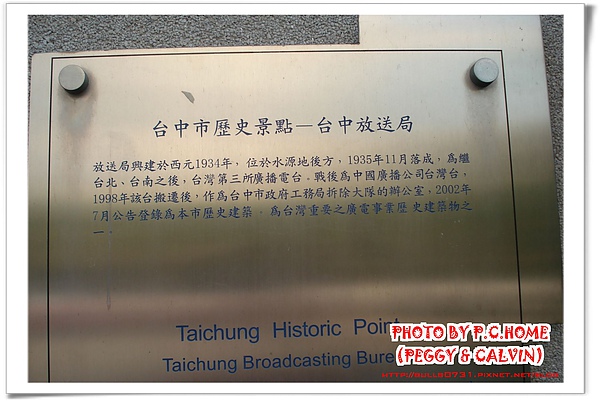 台中市歷史景點－台中放送局
放送局興建於西元1934年，位於水源地後方，1935年11月落成，為繼
台北、台南之後，台灣第三所廣播電台。戰後為中國廣播公司台灣台，
1998年該台搬遷後，作為台中市政府工務局拆除大隊的辦公室，2002年
7月公告登錄為本市歷史建築。為台灣重要之廣電事業歷史建築物之
一。
Taichung Historic Point
Taichung Broadcasting
PHOTO BY P.C.HOME
(PEGGY & CALVIN)